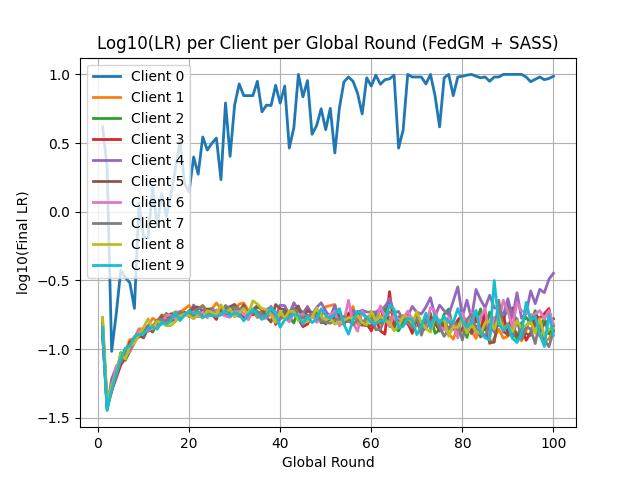 Log10(LR) per Client per Global Round (FedGM + SASS)
log10(Final LR)
1.0
0.5
0.0
−0.5
−1.0
−1.5
Client 0
Client 1
Client 2
Client 3
Client 4
Client 5
Client 6
Client 7
Client 8
Client 9
0 20 40 60 80 100
Global Round